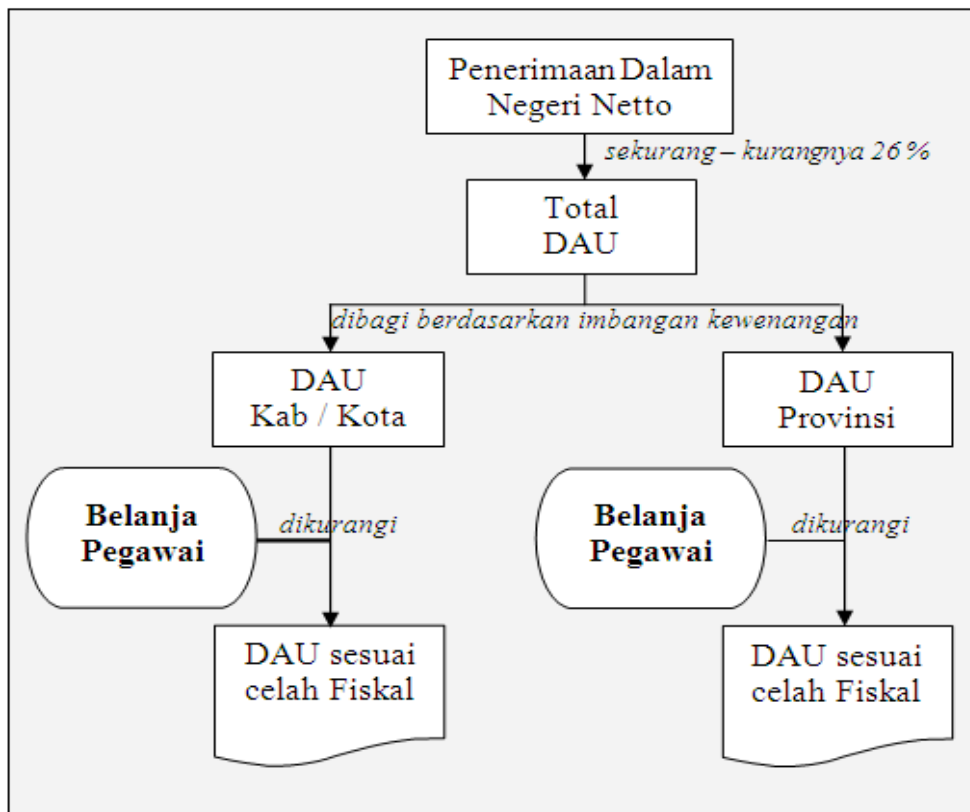 Penerimaan Dalam
Negeri Netto
sekurang – kurangnya 26%
Total
DAU
dibagi berdasarkan imbangan kewenangan
DAU
Kab / Kota
DAU
Provinsi
Belanja
Pegawai
dikurangi
Belanja
Pegawai
dikurangi
DAU sesuai
celah Fiskal
DAU sesuai
celah Fiskal